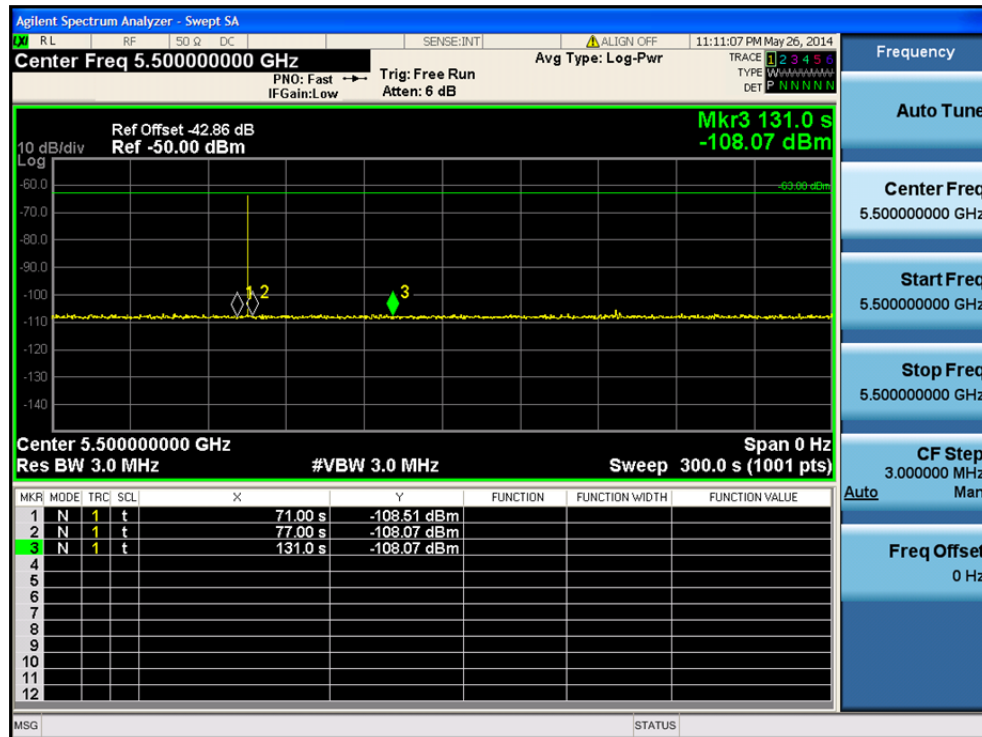 Agilent Spectrum Analyzer - Swept SA
LXI RL RF 50 Ω DC SENSE:INT ALIGN OFF 11:11:07 PM May 26, 2014
Center Freq 5.500000000 GHz
PNO: Fast
IFGain:Low
Trig: Free Run
Atten: 6 dB
Avg Type: Log-Pwr
TRACE 1 2 3 4 5 6
TYPE WWWWWW
DET P N N N N N
Ref Offset -42.86 dB
10 dB/div Ref -50.00 dBm
Log
Mkr3 131.0 s
-108.07 dBm
-60.0
-63.00 dBm
-70.0
-80.0
-90.0
-100
1 2 3
-110
-120
-130
-140
Center 5.500000000 GHz Span 0 Hz
Res BW 3.0 MHz #VBW 3.0 MHz Sweep 300.0 s (1001 pts)
MKR MODE TRC SCL X Y FUNCTION FUNCTION WIDTH FUNCTION VALUE
1 N 1 t 71.00 s -108.51 dBm
2 N 1 t 77.00 s -108.07 dBm
3 N 1 t 131.0 s -108.07 dBm
4
5
6
7
8
9
10
11
12
MSG STATUS
Frequency
Auto Tune
Center Freq
5.500000000 GHz
Start Freq
5.500000000 GHz
Stop Freq
5.500000000 GHz
CF Step
3.000000 MHz
Auto Man
Freq Offset
0 Hz